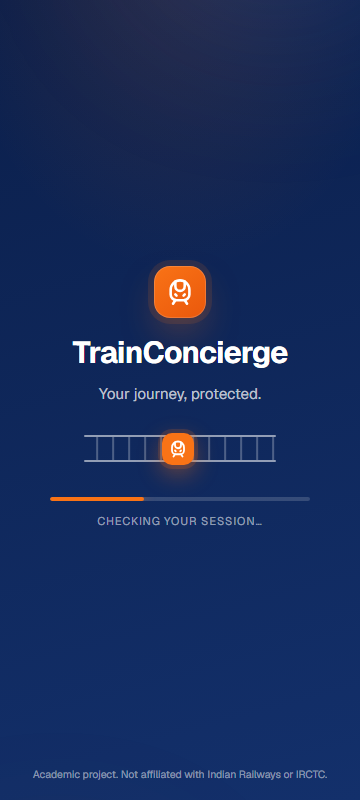 TrainConcierge
Your journey, protected.
CHECKING YOUR SESSION…
Academic project. Not affiliated with Indian Railways or IRCTC.